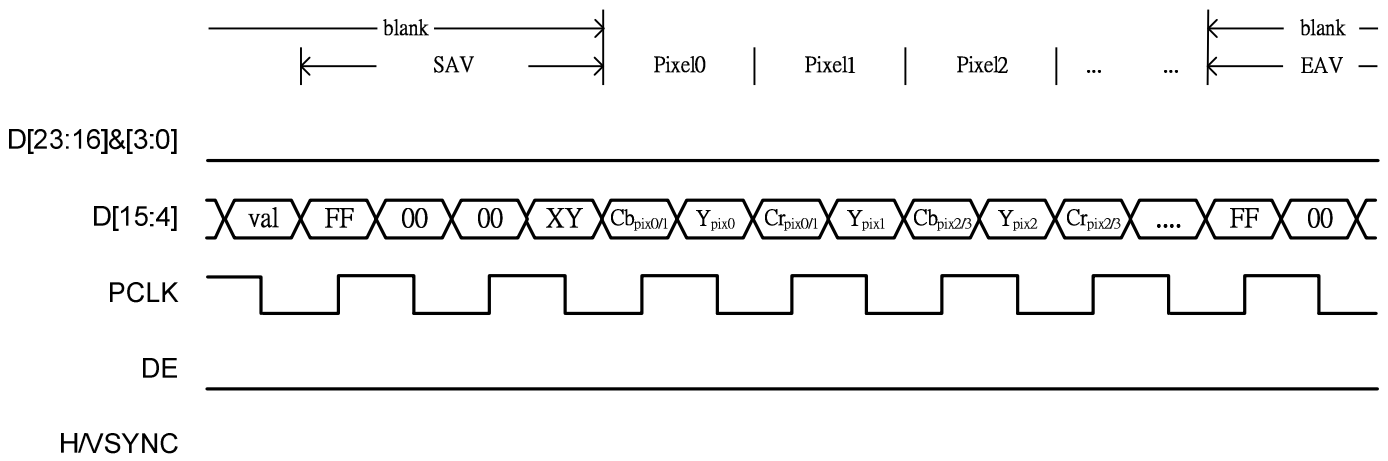 blank blank
SAV Pixel0 Pixel1 Pixel2 ... ... EAV
D[23:16]&[3:0]
D[15:4] val FF 00 00 XY Cbpix0/1 Ypix0 Crpix0/1 Ypix1 Cbpix2/3 Ypix2 Crpix2/3 .... FF 00
PCLK
DE
H/VSYNC